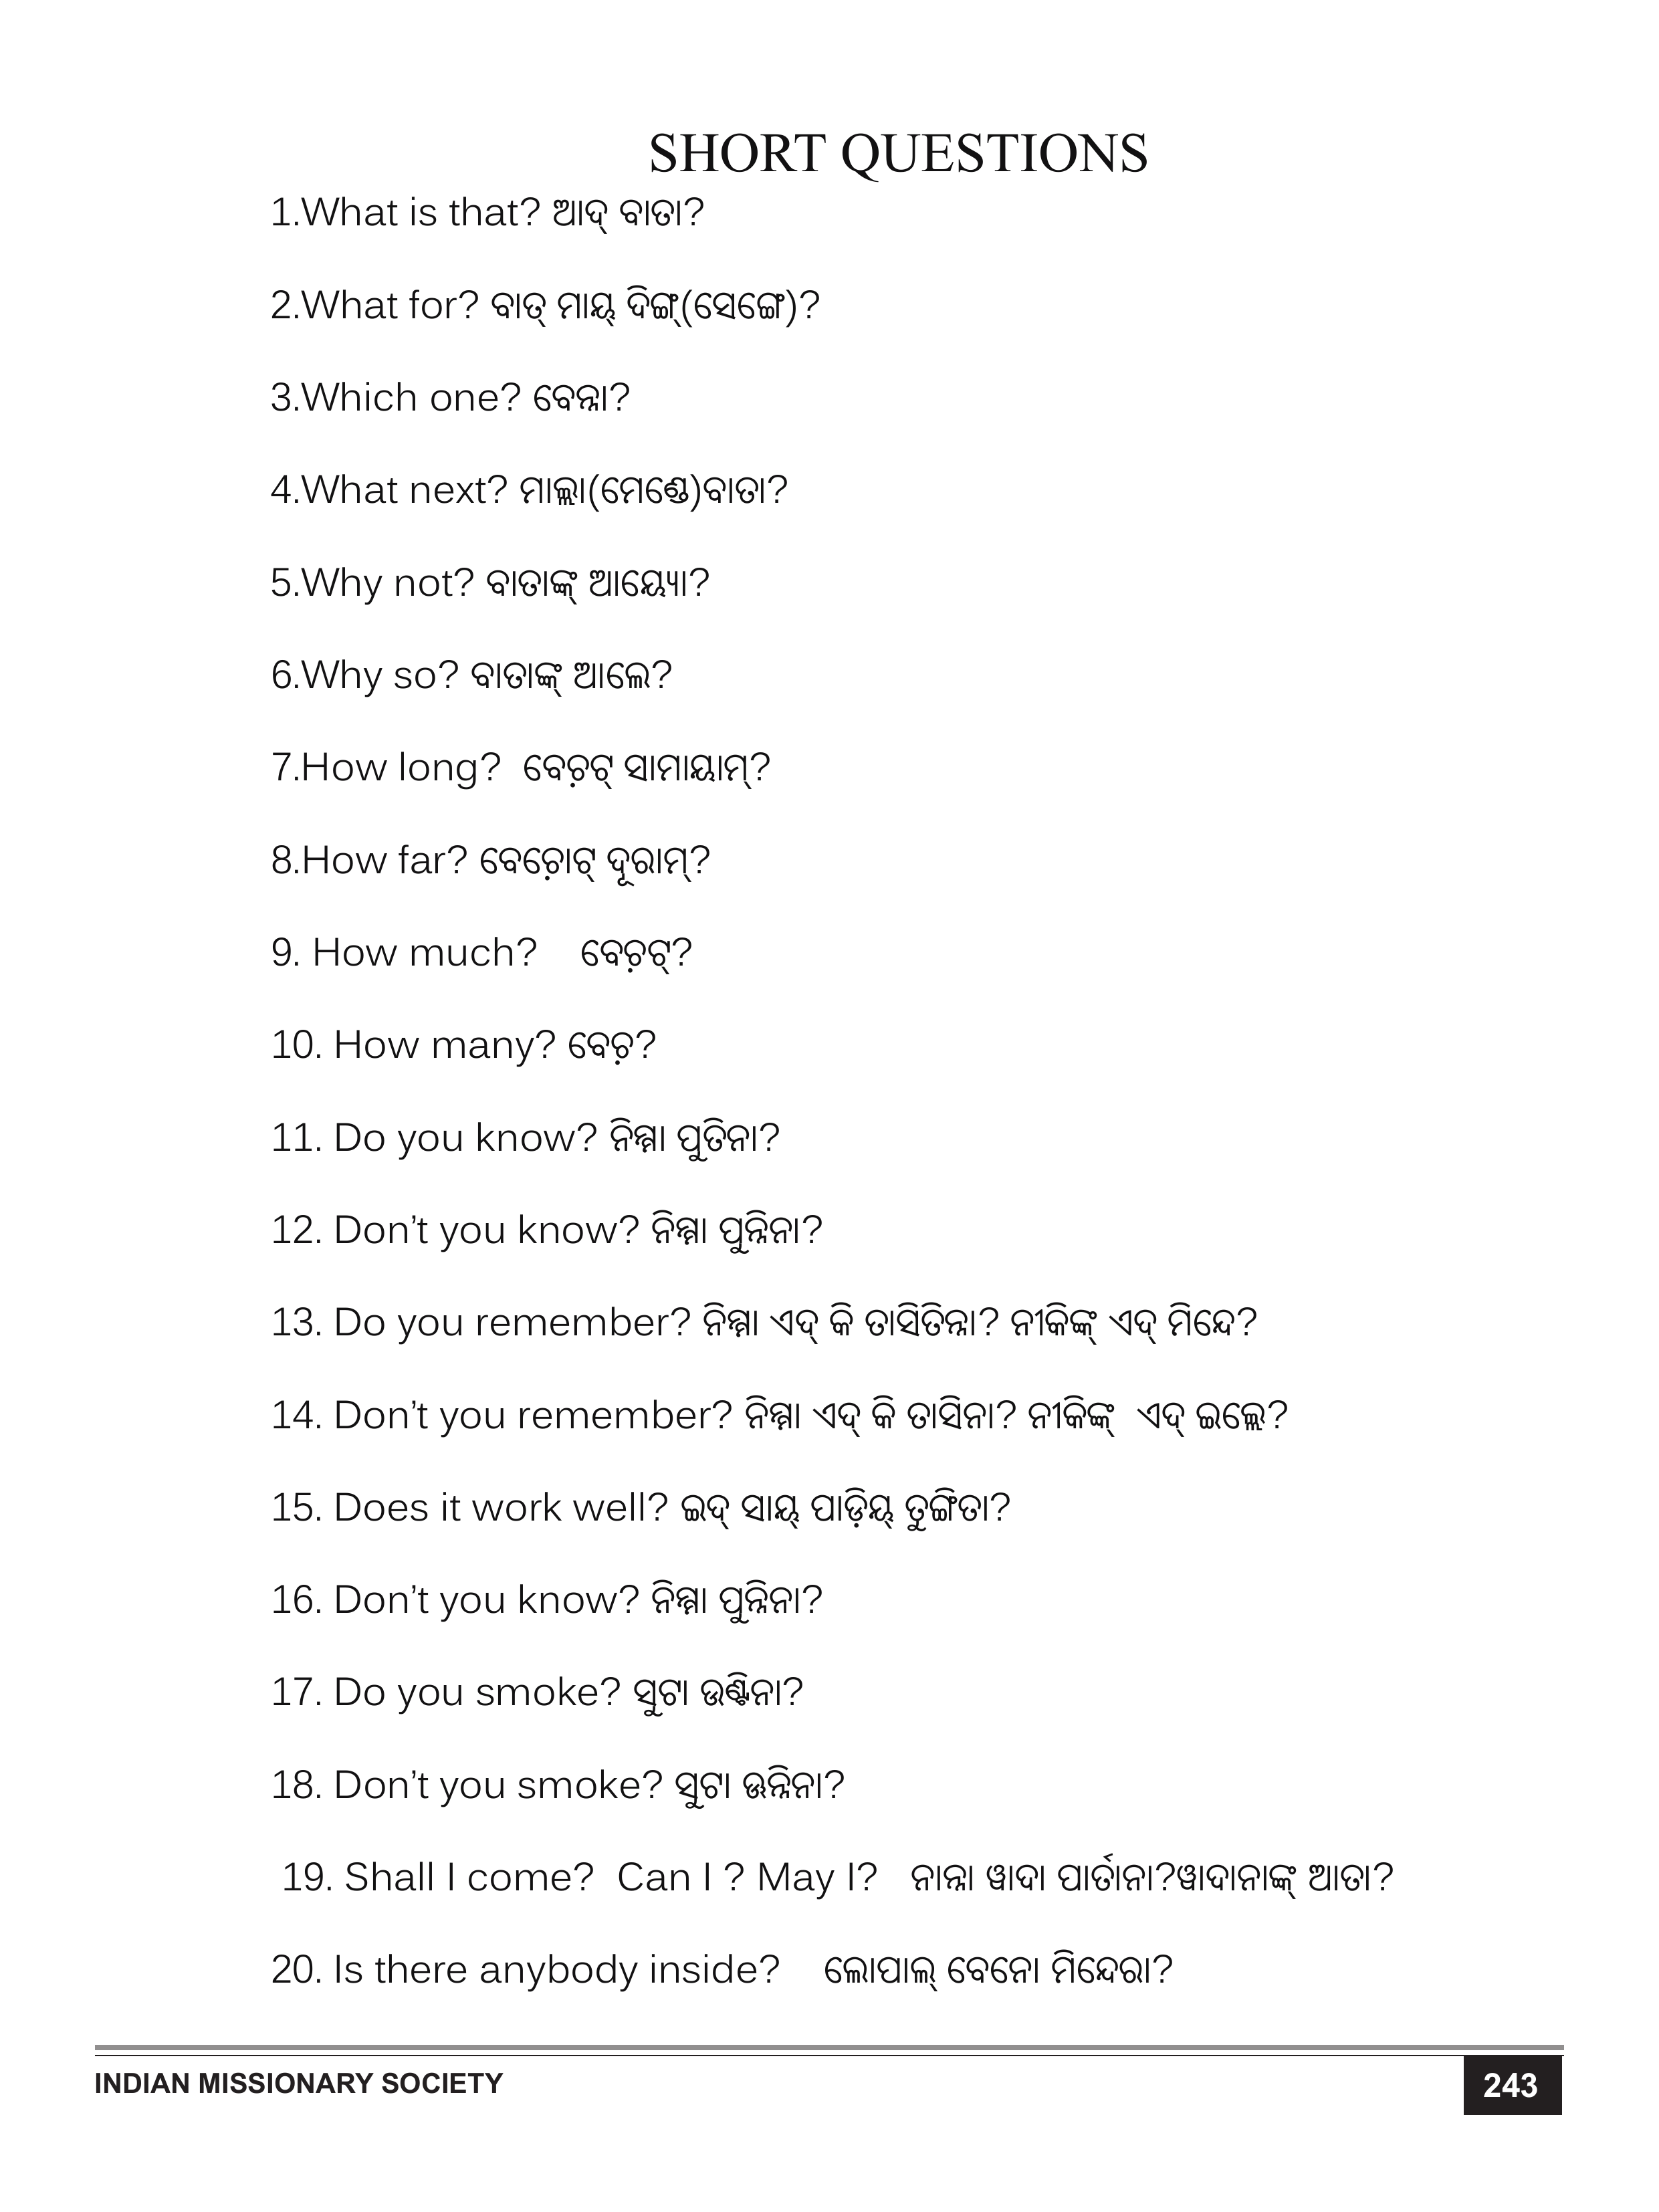 SHORT QUESTIONS
1.What is that? ଆଦ୍ ବାତା?
2.What for? ବାତ୍ ମାୟ୍ ଦିଙ୍ଗ୍(ସେଙ୍ଗେ)?
3.Which one? ବେନ୍ନା?
4.What next? ମାଲ୍ଲା(ମେଣ୍ଡେ)ବାତା?
5.Why not? ବାତାଙ୍କ୍ ଆୟ୍ୟୋ?
6.Why so? ବାତାଙ୍କ୍ ଆଲେ?
7.How long? ବେଚ଼ଟ୍ ସାମାୟାମ୍?
8.How far? ବେଚ଼ୋଟ୍ ଦୂରାମ୍?
9. How much? ବେଚ଼ଟ୍?
10. How many? ବେଚ଼?
11. Do you know? ନିମ୍ମା ପୁତିନା?
12. Don’t you know? ନିମ୍ମା ପୁନ୍ନିନା?
13. Do you remember? ନିମ୍ମା ଏଦ୍ କି ତାସିତିନ୍ନା? ନୀକିଙ୍କ୍ ଏଦ୍ ମିନ୍ଦେ?
14. Don’t you remember? ନିମ୍ମା ଏଦ୍ କି ତାସିନା? ନୀକିଙ୍କ୍ ଏଦ୍ ଇଲ୍ଲେ?
15. Does it work well? ଇଦ୍ ସାୟ୍ ପାଡ଼ିୟ୍ ତୁଙ୍ଗିତା?
16. Don’t you know? ନିମ୍ମା ପୁନ୍ନିନା?
17. Do you smoke? ସୁଟା ଉଣ୍ଟିନା?
18. Don’t you smoke? ସୁଟା ଊନ୍ନିନା?
19. Shall I come? Can I ? May I? ନାନ୍ନା ୱାଦା ପାର୍ତାନା?ୱାଦାନାଙ୍କ୍ ଆତା?
20. Is there anybody inside? ଲୋପାଲ୍ ବେନୋ ମିନ୍ଦେରା?
INDIAN MISSIONARY SOCIETY
243